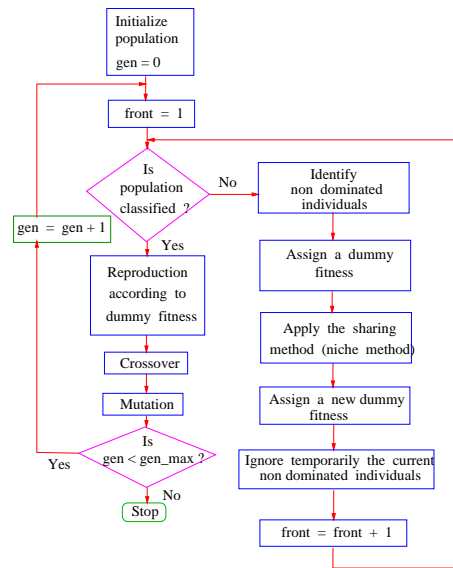 Initialize
population
gen = 0
front = 1
Is
population
classified ?
No
Yes
Identify
non dominated
individuals
gen = gen + 1
Assign a dummy
fitness
Reproduction
according to
dummy fitness
Apply the sharing
method (niche method)
Crossover
Assign a new dummy
fitness
Mutation
Is
gen < gen_max ?
Yes
No
Stop
Ignore temporarily the current
non dominated individuals
front = front + 1